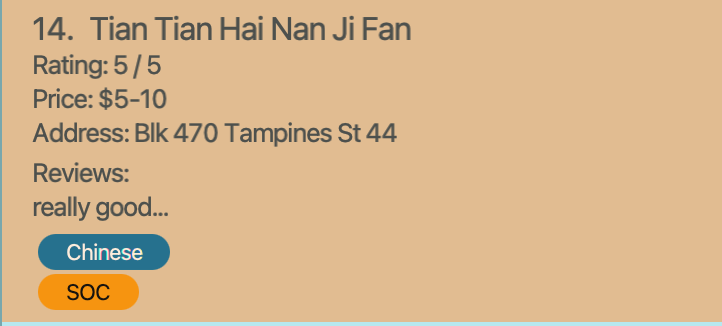 14. Tian Tian Hai Nan Ji Fan
Rating: 5 / 5
Price: $5-10
Address: Blk 470 Tampines St 44
Reviews:
really good...
Chinese
SOC